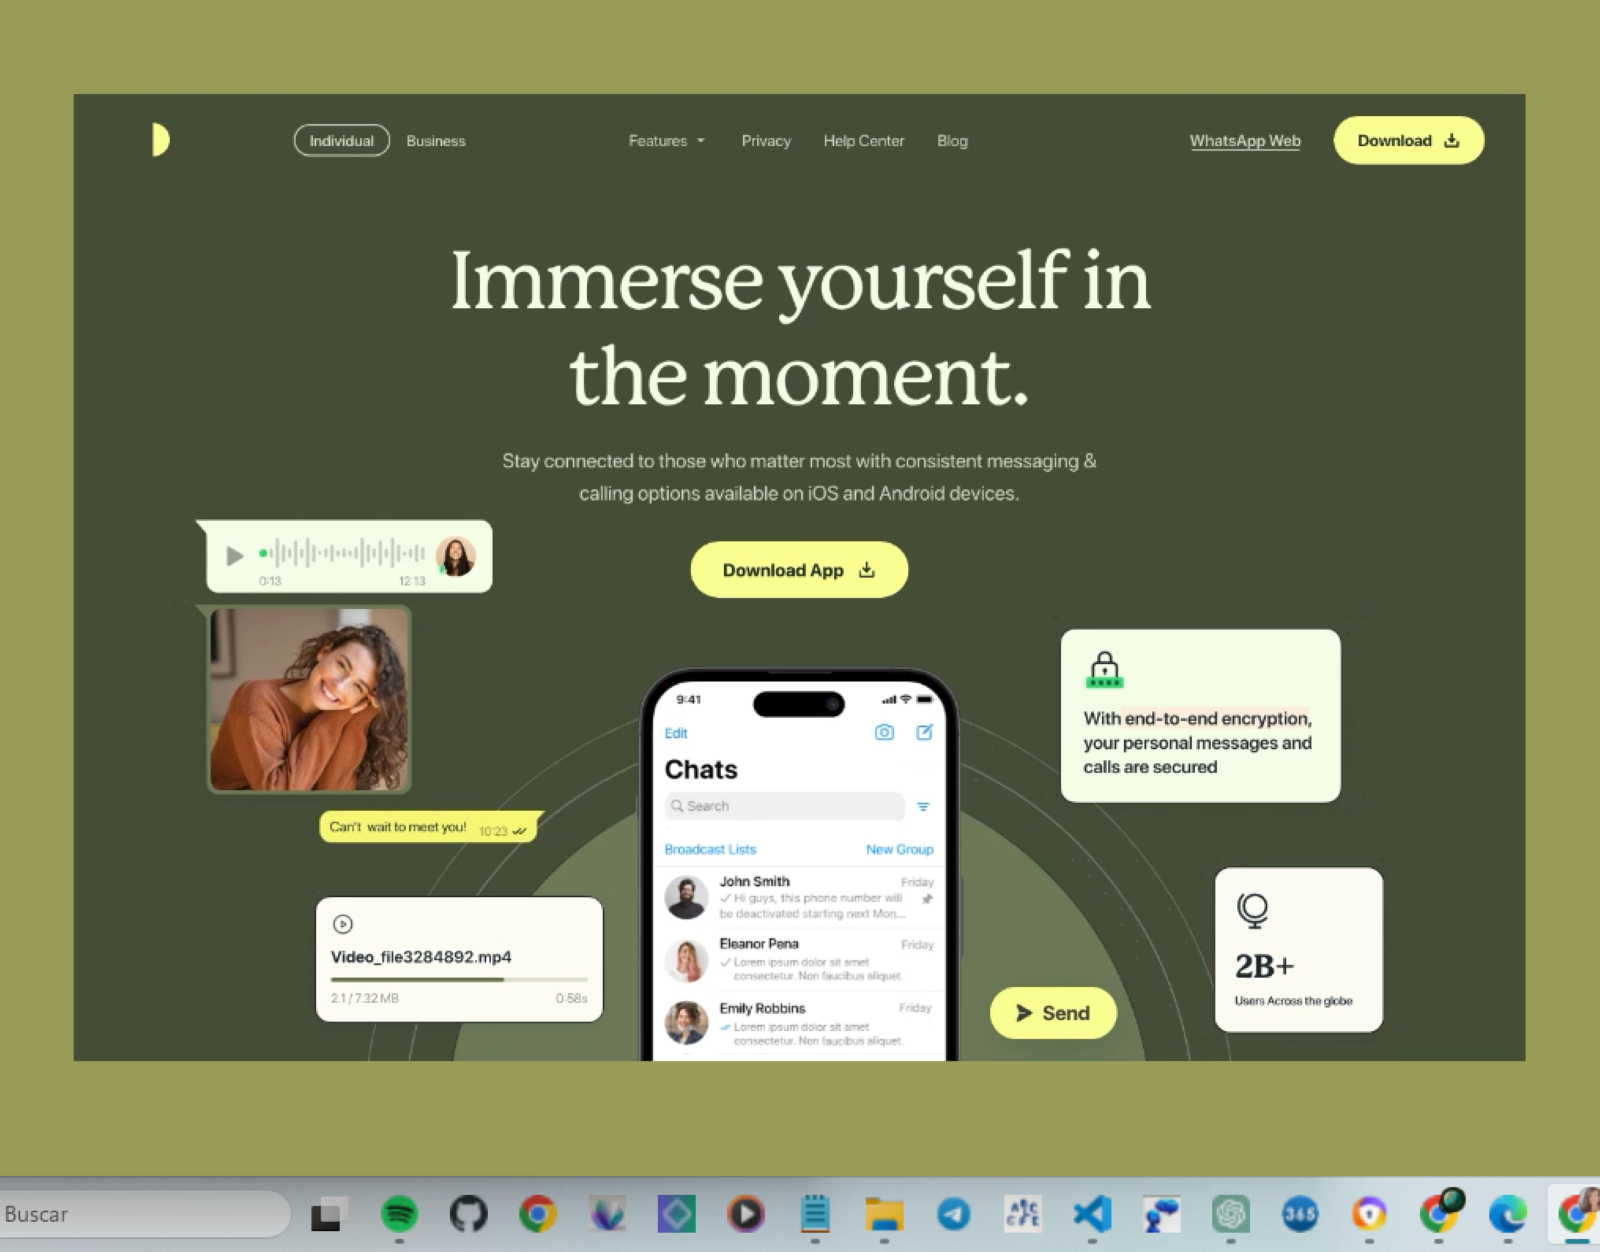 Individual
Business
Features
Privacy
Help Center
Blog
WhatsApp Web
Download
Immerse yourself in
the moment.
Stay connected to those who matter most with consistent messaging &
calling options available on iOS and Android devices.
Download App
0:13
12:13
Can't wait to meet you!
10:23
Video_file3284892.mp4
2.1/7.32 MB
0:58s
9:41
Edit
Chats
Search
Broadcast Lists
New Group
John Smith
Friday
Hi guys, this phone number will
be deactivated starting next Mon...
Eleanor Pena
Friday
Lorem ipsum dolor sit amet
consectetur. Non faucibus aliquet.
Emily Robbins
Friday
Lorem ipsum dolor sit amet
consectetur. Non faucibus aliquet.
Send
With end-to-end encryption,
your personal messages and
calls are secured
2B+
Users Across the globe
Buscar
365